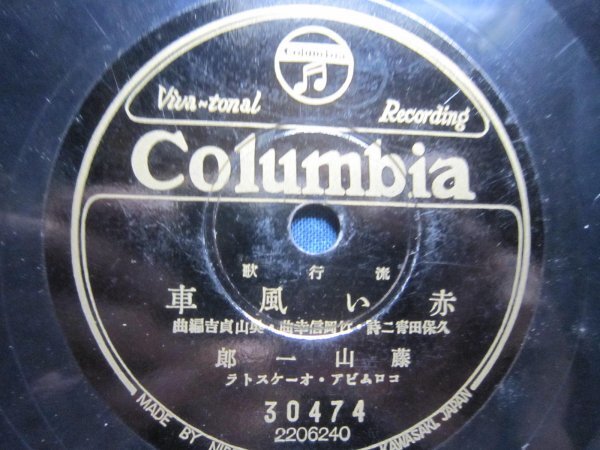 Columbia
Viva-tonal Recording
Columbia
流行歌
赤い風車
久保田宵二詩・竹岡信幸曲・奥山貞吉編曲
藤山一郎
コロムビア・オーケストラ
30474
2206240
MADE BY
KAWASAKI JAPAN